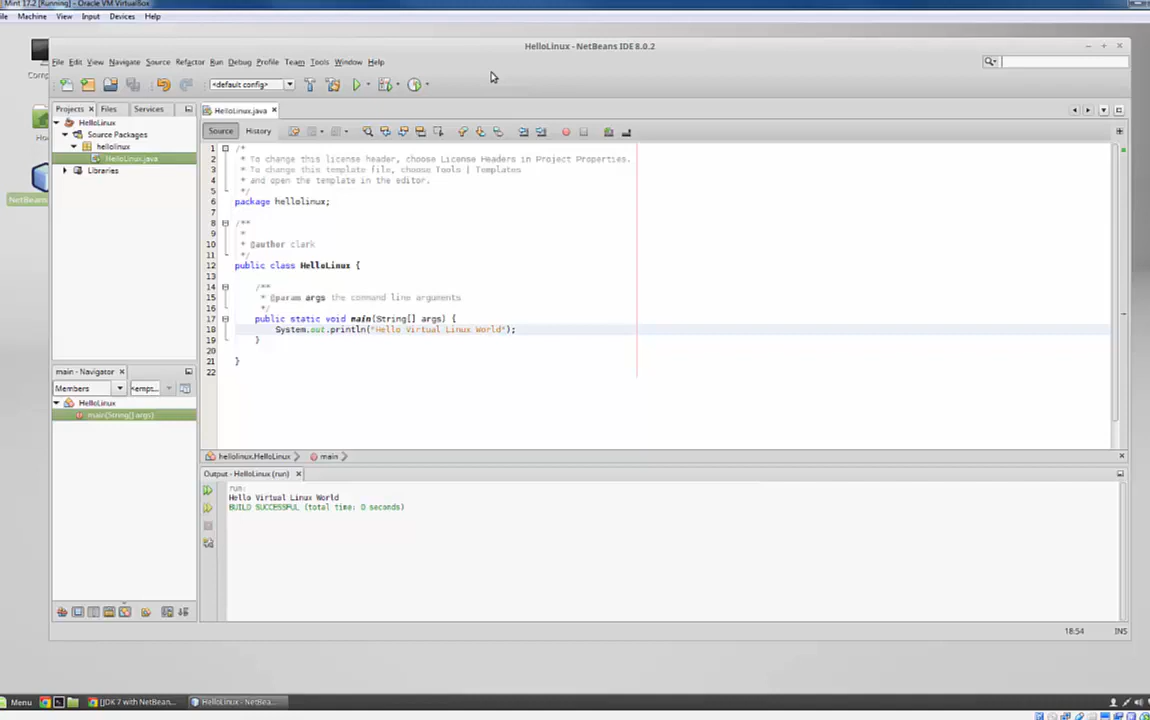 Mint 17.2 [Running] - Oracle VM VirtualBox
File Machine View Input Devices Help
HelloLinux - NetBeans IDE 8.0.2
File Edit View Navigate Source Refactor Run Debug Profile Team Tools Window Help
<default config>
Projects Files Services
HelloLinux.java
HelloLinux
Source Packages
hellolinux
HelloLinux.java
Libraries
NetBeans
Source History
1 /*
2 * To change this license header, choose License Headers in Project Properties.
3 * To change this template file, choose Tools | Templates
4 * and open the template in the editor.
5 */
6 package hellolinux;
7
8 /**
9 *
10 * @author clark
11 */
12 public class HelloLinux {
13
14 /**
15 * @param args the command line arguments
16 */
17 public static void main(String[] args) {
18 System.out.println("Hello Virtual Linux World");
19 }
20
21 }
22
main - Navigator
Members <empt...
HelloLinux
main(String[] args)
hellolinux.HelloLinux main
Output - HelloLinux (run)
run:
Hello Virtual Linux World
BUILD SUCCESSFUL (total time: 0 seconds)
18:54 INS
Menu [JDK 7 with NetBean... HelloLinux - NetBea...